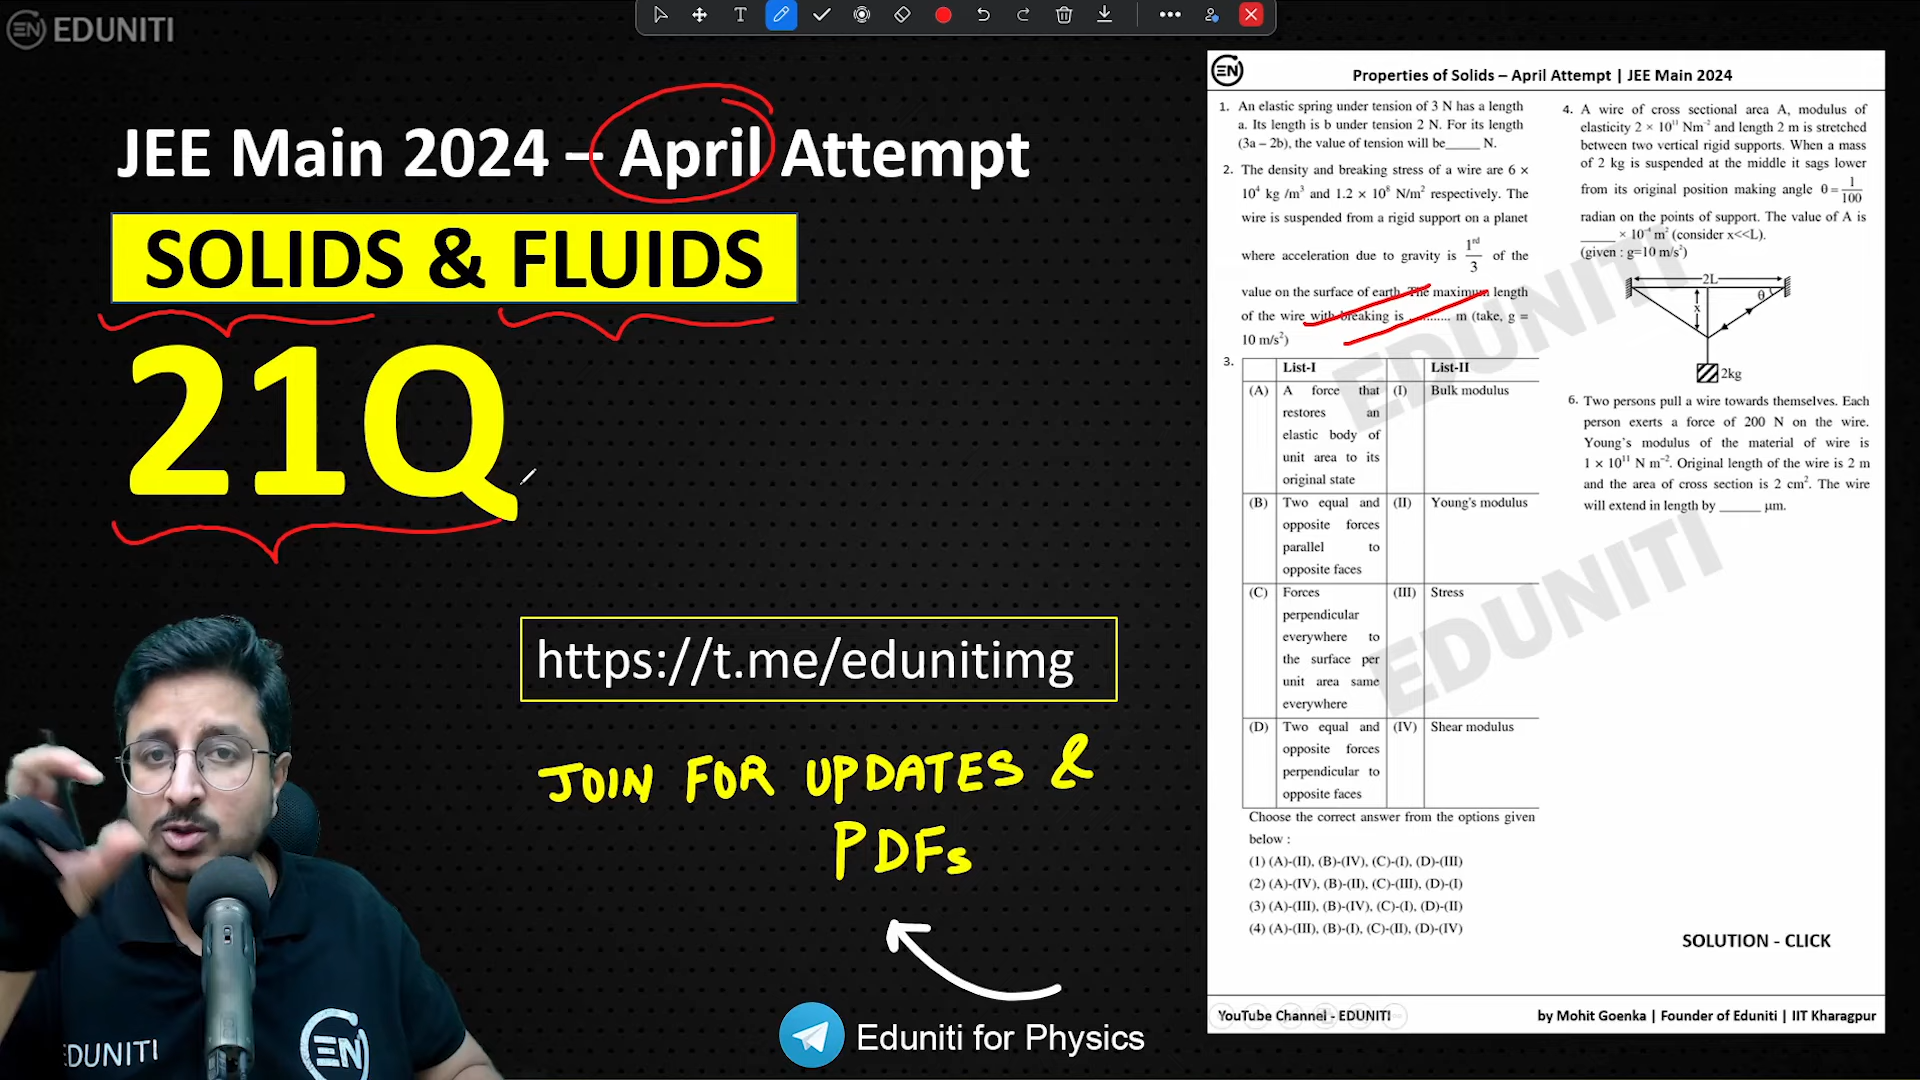 EN EDUNITI
T
JEE Main 2024 – April Attempt
SOLIDS & FLUIDS
21Q
https://t.me/edunitimg
JOIN FOR UPDATES &
PDFs
Eduniti for Physics
EDUNITI
EN
EN
Properties of Solids – April Attempt | JEE Main 2024
1. An elastic spring under tension of 3 N has a length
a. Its length is b under tension 2 N. For its length
(3a – 2b), the value of tension will be_____ N.
2. The density and breaking stress of a wire are 6 ×
10⁴ kg /m³ and 1.2 × 10⁸ N/m² respectively. The
wire is suspended from a rigid support on a planet
where acceleration due to gravity is 1/3 rd of the
value on the surface of earth. The maximum length
of the wire with breaking is ........... m (take, g =
10 m/s²)
3.
List-I List-II
(A) A force that restores an elastic body of unit area to its original state (I) Bulk modulus
(B) Two equal and opposite forces parallel to opposite faces (II) Young's modulus
(C) Forces perpendicular everywhere to the surface per unit area same everywhere (III) Stress
(D) Two equal and opposite forces perpendicular to opposite faces (IV) Shear modulus
Choose the correct answer from the options given
below :
(1) (A)-(II), (B)-(IV), (C)-(I), (D)-(III)
(2) (A)-(IV), (B)-(II), (C)-(III), (D)-(I)
(3) (A)-(III), (B)-(IV), (C)-(I), (D)-(II)
(4) (A)-(III), (B)-(I), (C)-(II), (D)-(IV)
4. A wire of cross sectional area A, modulus of
elasticity 2 × 10¹¹ Nm⁻² and length 2 m is stretched
between two vertical rigid supports. When a mass
of 2 kg is suspended at the middle it sags lower
from its original position making angle θ = 1/100
radian on the points of support. The value of A is
_____ × 10⁻⁴ m² (consider x<<L).
(given : g=10 m/s²)
2L
θ
x
2kg
6. Two persons pull a wire towards themselves. Each
person exerts a force of 200 N on the wire.
Young's modulus of the material of wire is
1 × 10¹¹ N m⁻². Original length of the wire is 2 m
and the area of cross section is 2 cm². The wire
will extend in length by ______ μm.
EDUNITI
EDUNITI
SOLUTION - CLICK
YouTube Channel - EDUNITI
by Mohit Goenka | Founder of Eduniti | IIT Kharagpur